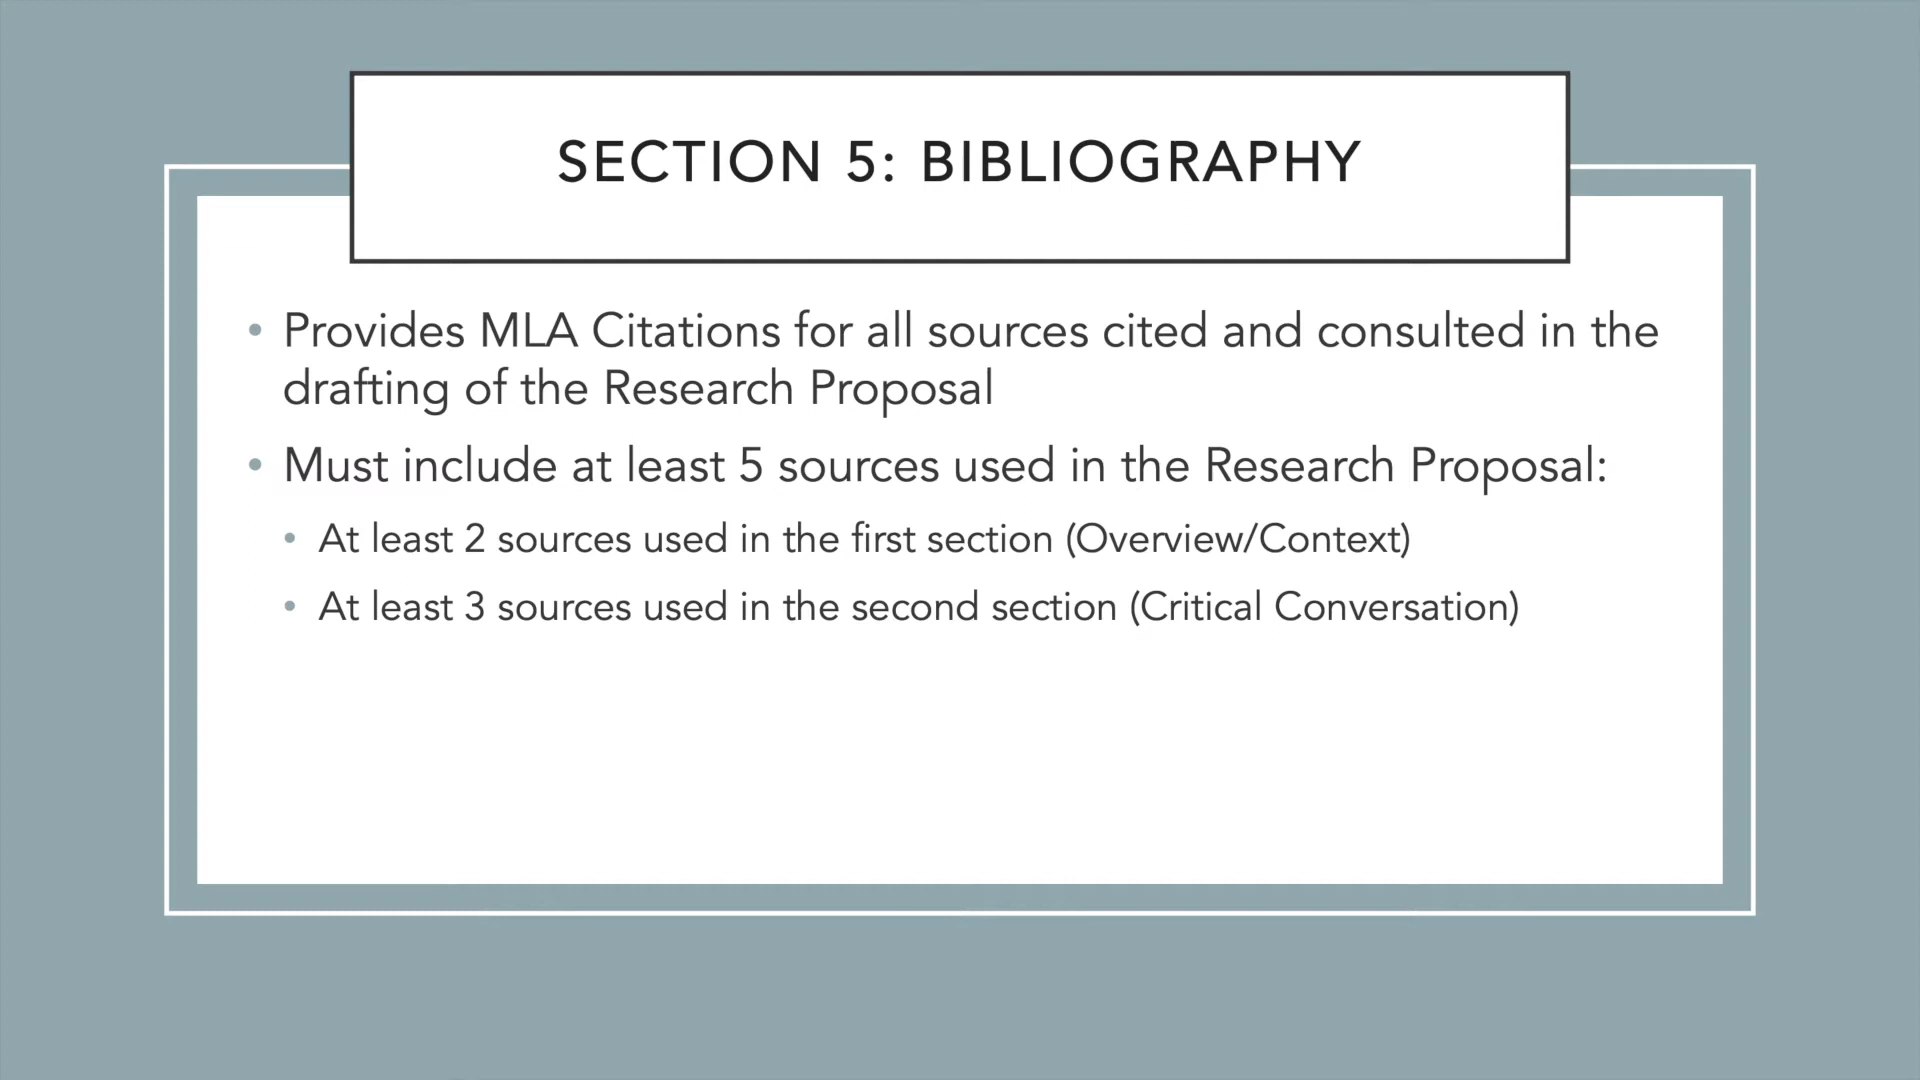 SECTION 5: BIBLIOGRAPHY
• Provides MLA Citations for all sources cited and consulted in the
drafting of the Research Proposal
• Must include at least 5 sources used in the Research Proposal:
• At least 2 sources used in the first section (Overview/Context)
• At least 3 sources used in the second section (Critical Conversation)